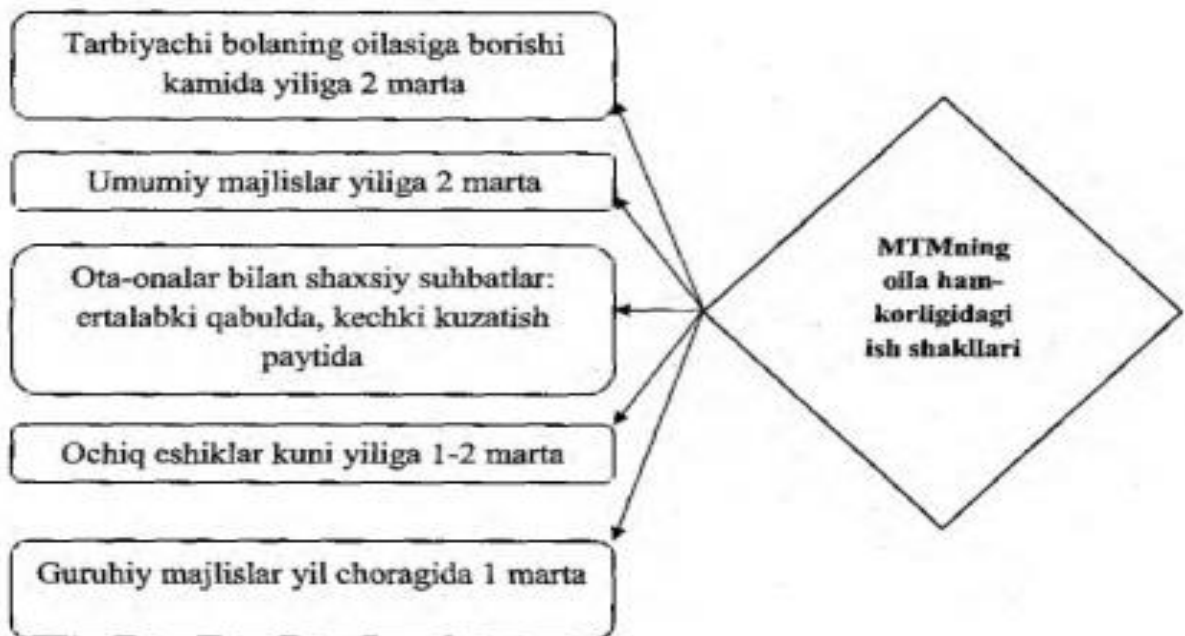 Tarbiyachi bolaning oilasiga borishi
kamida yiliga 2 marta
Umumiy majlislar yiliga 2 marta
Ota-onalar bilan shaxsiy suhbatlar:
ertalabki qabulda, kechki kuzatish
paytida
Ochiq eshiklar kuni yiliga 1-2 marta
Guruhiy majlislar yil choragida 1 marta
MTMning
oila ham-
korligidagi
ish shakllari